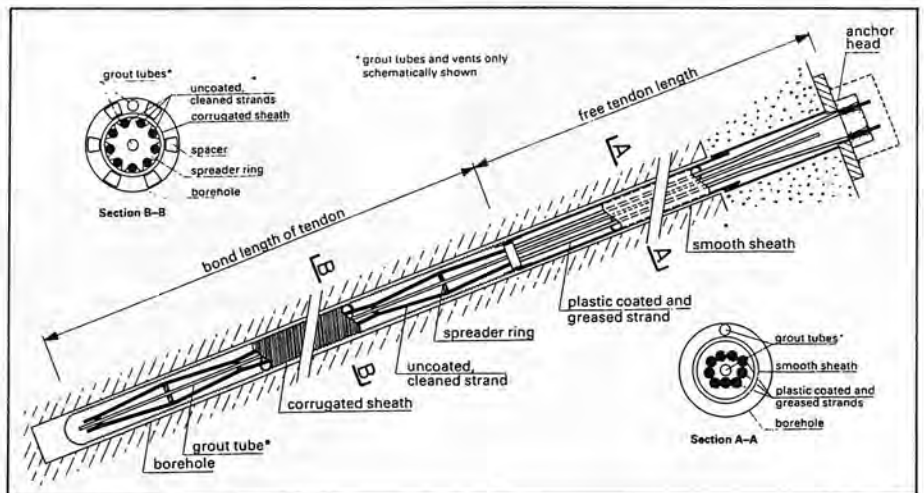 anchor
head
* grout tubes and vents only
schematically shown
grout tubes*
uncoated,
cleaned strands
corrugated sheath
spacer
spreader ring
borehole
Section B–B
free tendon length
bond length of tendon
A
A
B
B
smooth sheath
plastic coated and
greased strand
spreader ring
uncoated,
cleaned strand
corrugated sheath
grout tube*
borehole
grout tubes*
smooth sheath
plastic coated and
greased strands
borehole
Section A–A